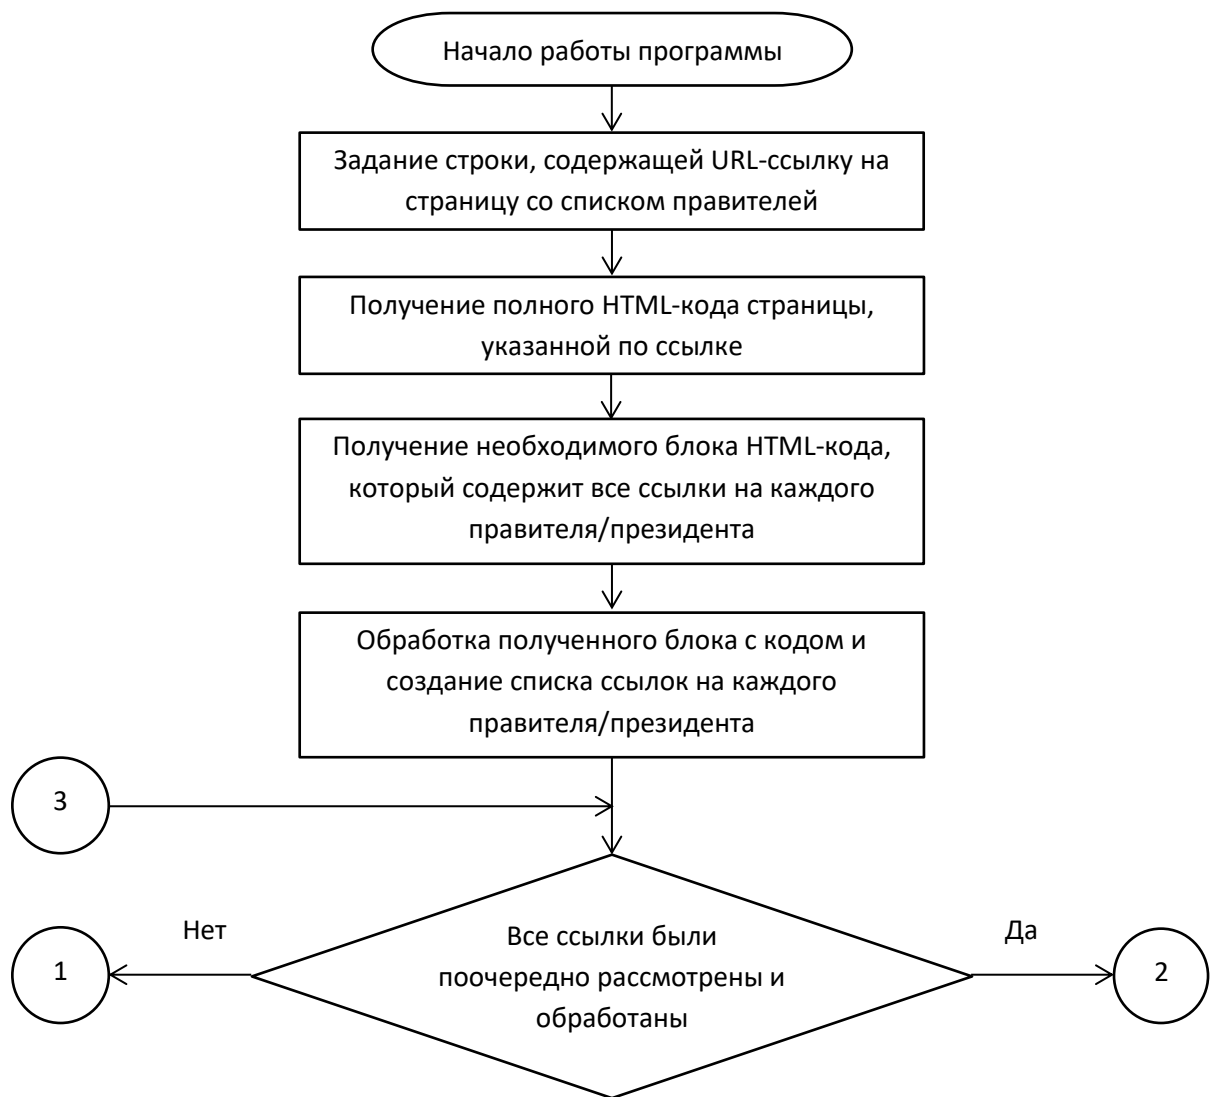 Начало работы программы
Задание строки, содержащей URL-ссылку на
страницу со списком правителей
Получение полного HTML-кода страницы,
указанной по ссылке
Получение необходимого блока HTML-кода,
который содержит все ссылки на каждого
правителя/президента
Обработка полученного блока с кодом и
создание списка ссылок на каждого
правителя/президента
3
Нет
Да
1
Все ссылки были
поочередно рассмотрены и
обработаны
2